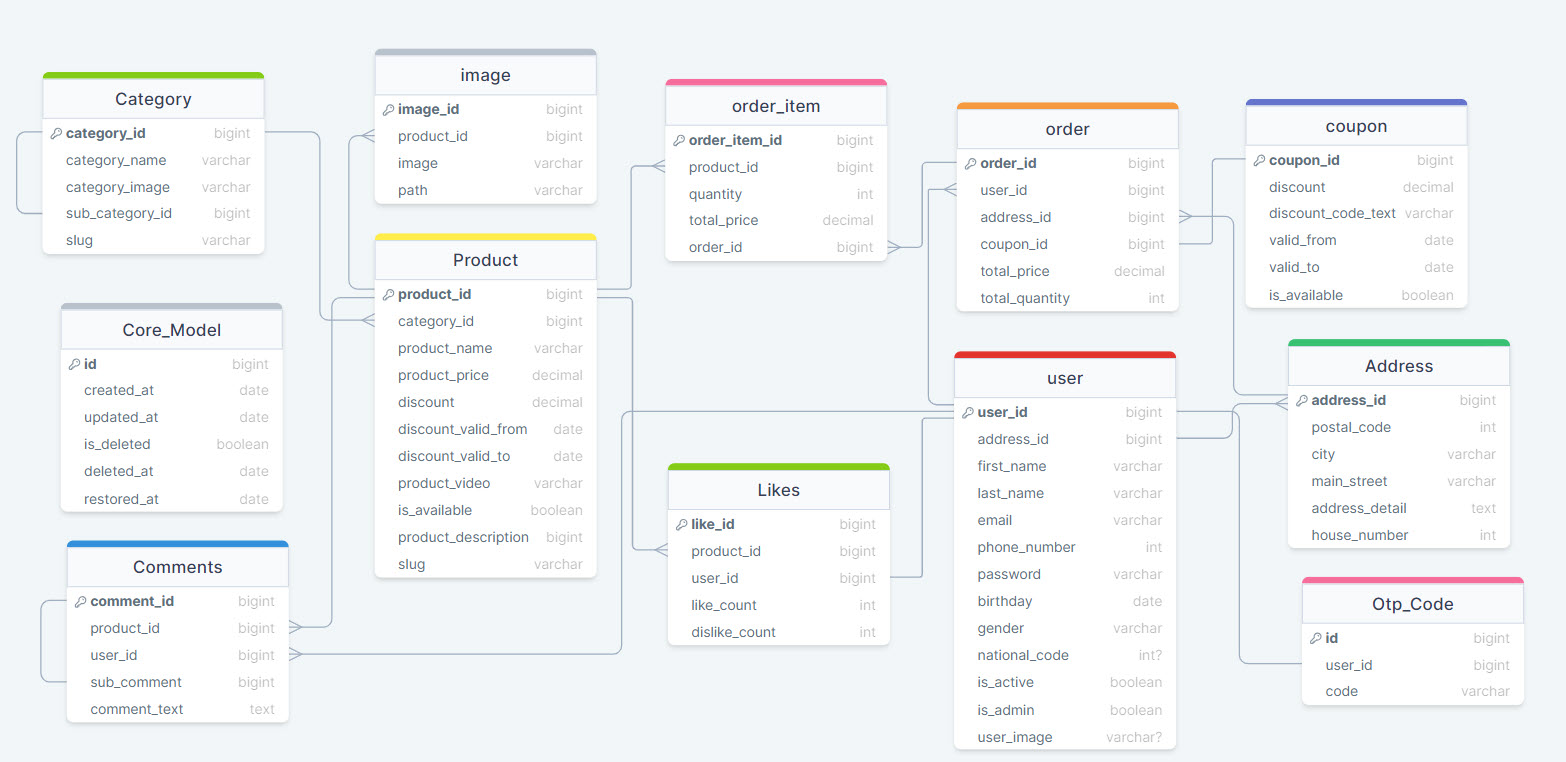 Category
category_id bigint
category_name varchar
category_image varchar
sub_category_id bigint
slug varchar
image
image_id bigint
product_id bigint
image varchar
path varchar
order_item
order_item_id bigint
product_id bigint
quantity int
total_price decimal
order_id bigint
order
order_id bigint
user_id bigint
address_id bigint
coupon_id bigint
total_price decimal
total_quantity int
coupon
coupon_id bigint
discount decimal
discount_code_text varchar
valid_from date
valid_to date
is_available boolean
Core_Model
id bigint
created_at date
updated_at date
is_deleted boolean
deleted_at date
restored_at date
Product
product_id bigint
category_id bigint
product_name varchar
product_price decimal
discount decimal
discount_valid_from date
discount_valid_to date
product_video varchar
is_available boolean
product_description bigint
slug varchar
user
user_id bigint
address_id bigint
first_name varchar
last_name varchar
email varchar
phone_number int
password varchar
birthday date
gender varchar
national_code int?
is_active boolean
is_admin boolean
user_image varchar?
Address
address_id bigint
postal_code int
city varchar
main_street varchar
address_detail text
house_number int
Comments
comment_id bigint
product_id bigint
user_id bigint
sub_comment bigint
comment_text text
Likes
like_id bigint
product_id bigint
user_id bigint
like_count int
dislike_count int
Otp_Code
id bigint
user_id bigint
code varchar